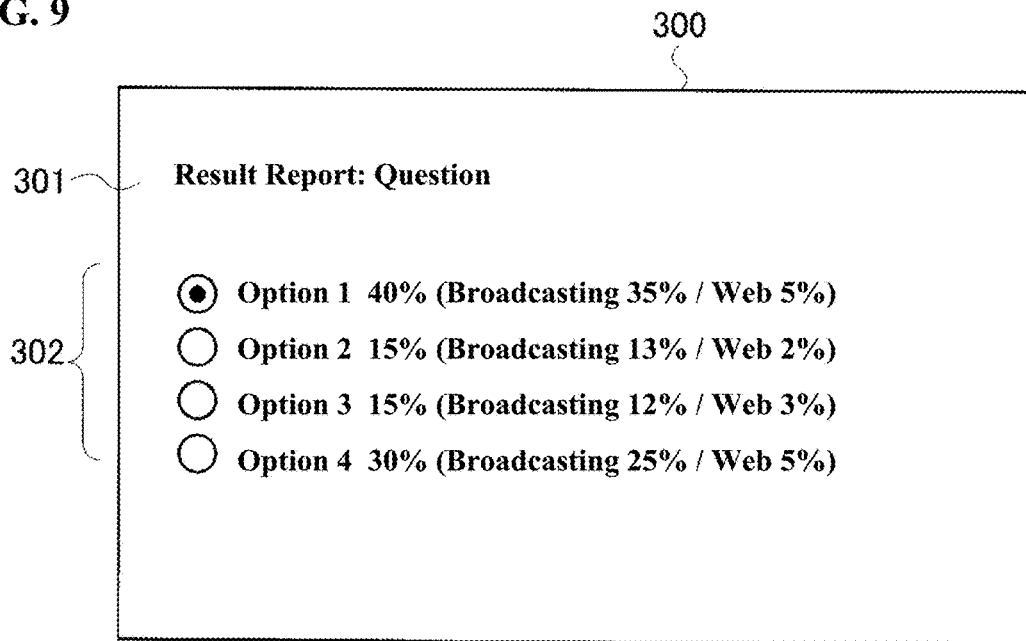 G. 9
300
301
Result Report: Question
302
Option 1 40% (Broadcasting 35% / Web 5%)
Option 2 15% (Broadcasting 13% / Web 2%)
Option 3 15% (Broadcasting 12% / Web 3%)
Option 4 30% (Broadcasting 25% / Web 5%)